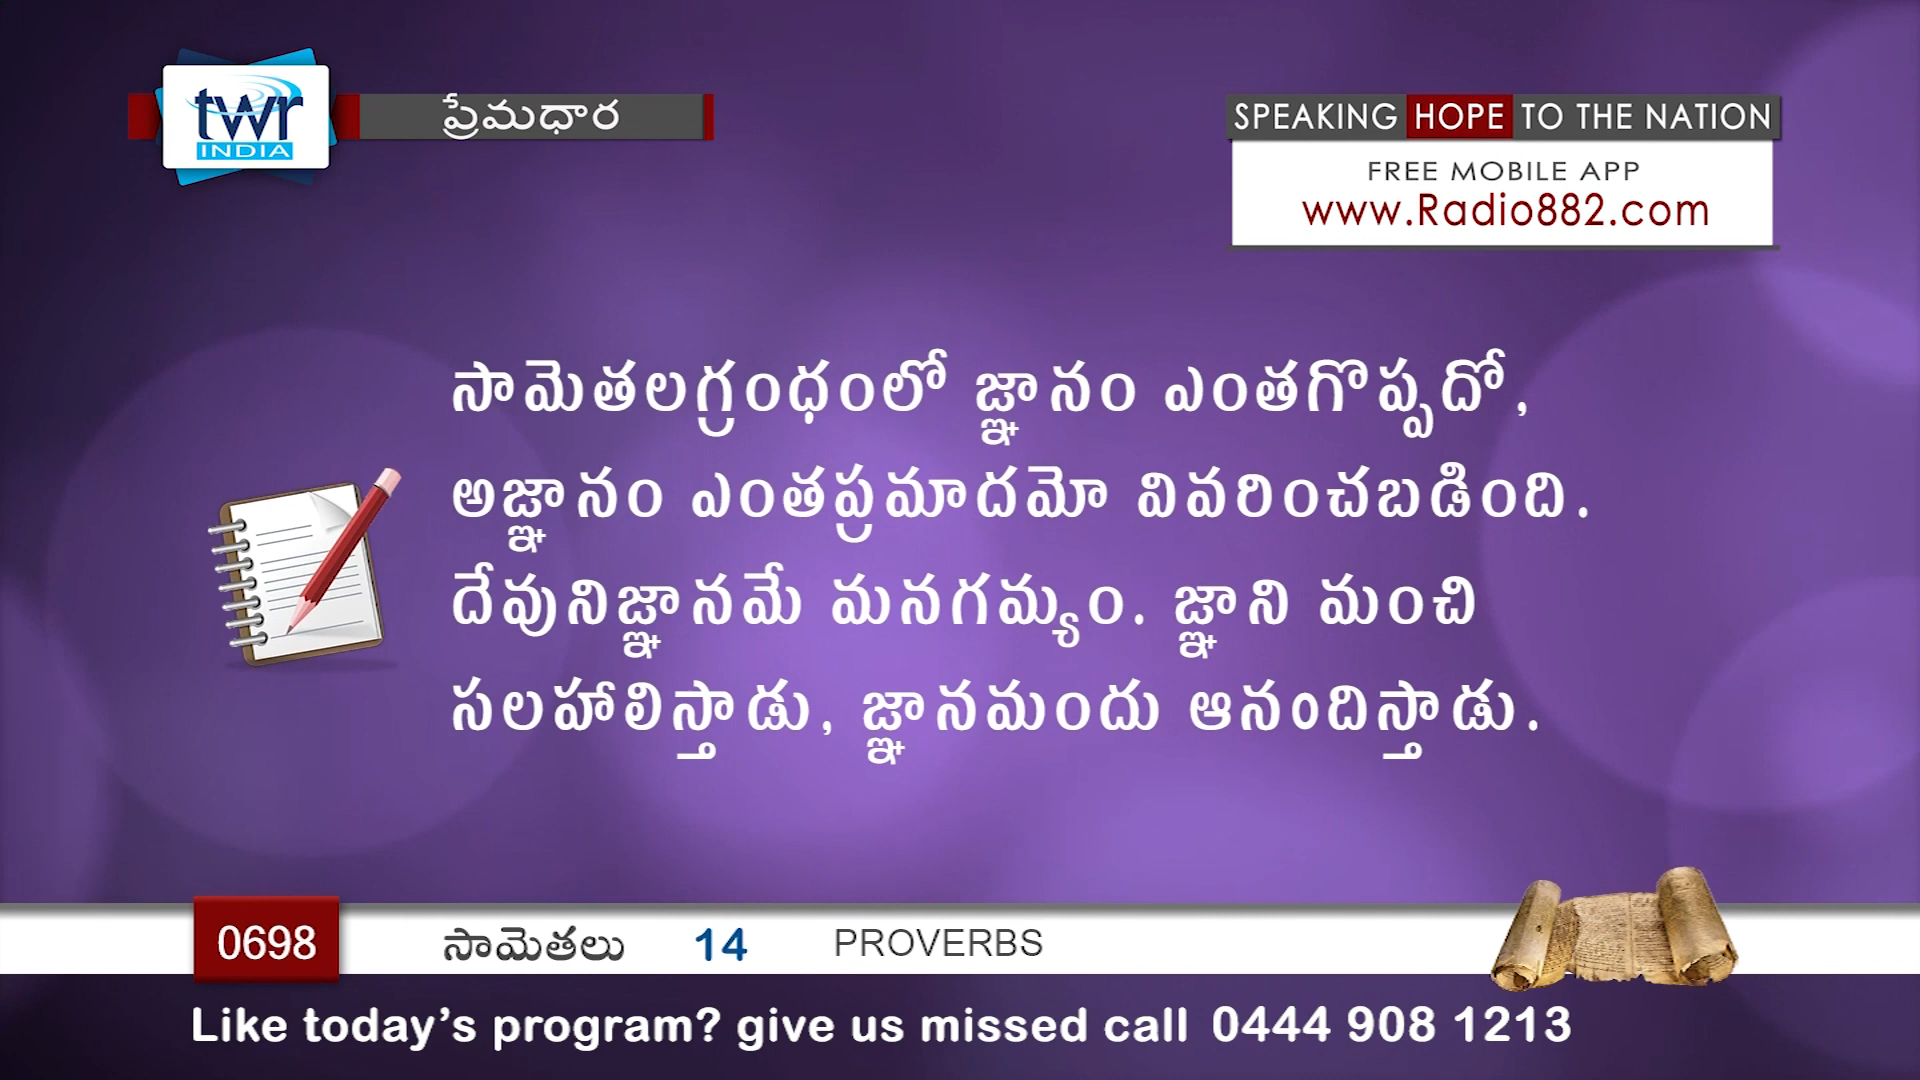 twr
INDIA
ప్రేమధార
SPEAKING HOPE TO THE NATION
FREE MOBILE APP
www.Radio882.com
సామెతలగ్రంధంలో జ్ఞానం ఎంతగొప్పదో,
అజ్ఞానం ఎంతప్రమాదమో వివరించబడింది.
దేవునిజ్ఞానమే మనగమ్యం. జ్ఞాని మంచి
సలహాలిస్తాడు, జ్ఞానమందు ఆనందిస్తాడు.
0698 సామెతలు 14 PROVERBS
Like today's program? give us missed call 0444 908 1213